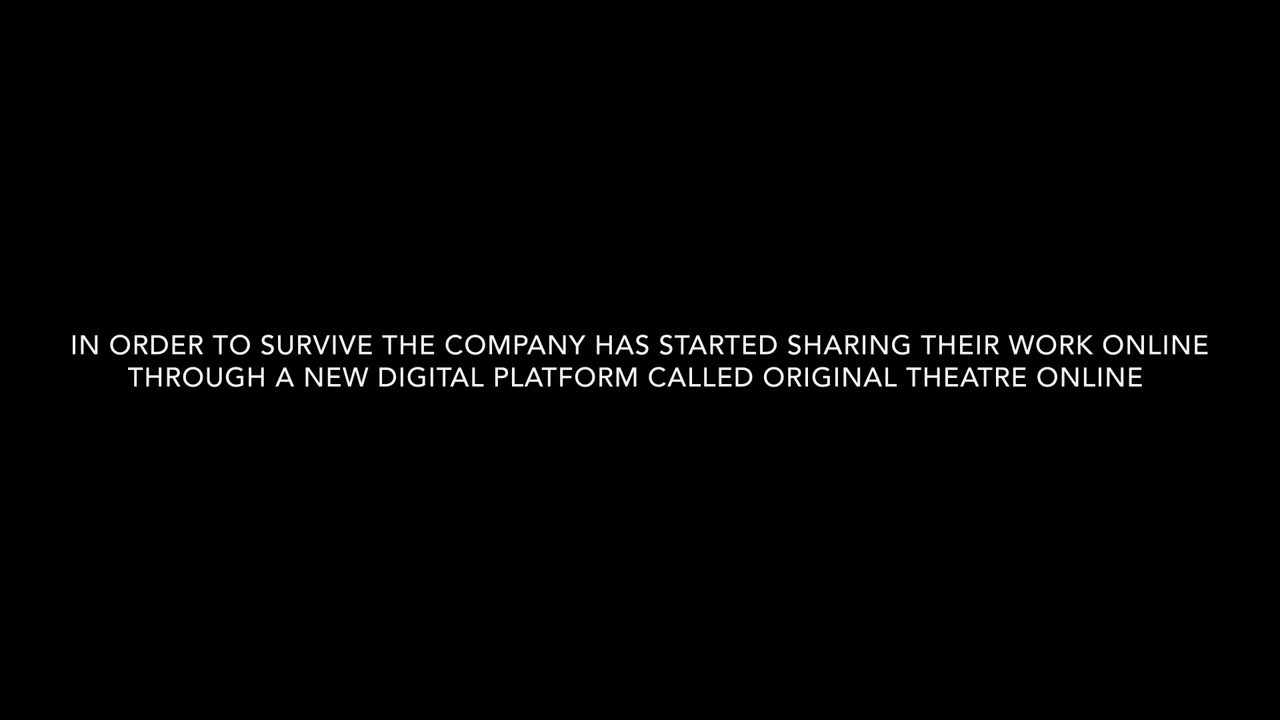 IN ORDER TO SURVIVE THE COMPANY HAS STARTED SHARING THEIR WORK ONLINE
THROUGH A NEW DIGITAL PLATFORM CALLED ORIGINAL THEATRE ONLINE